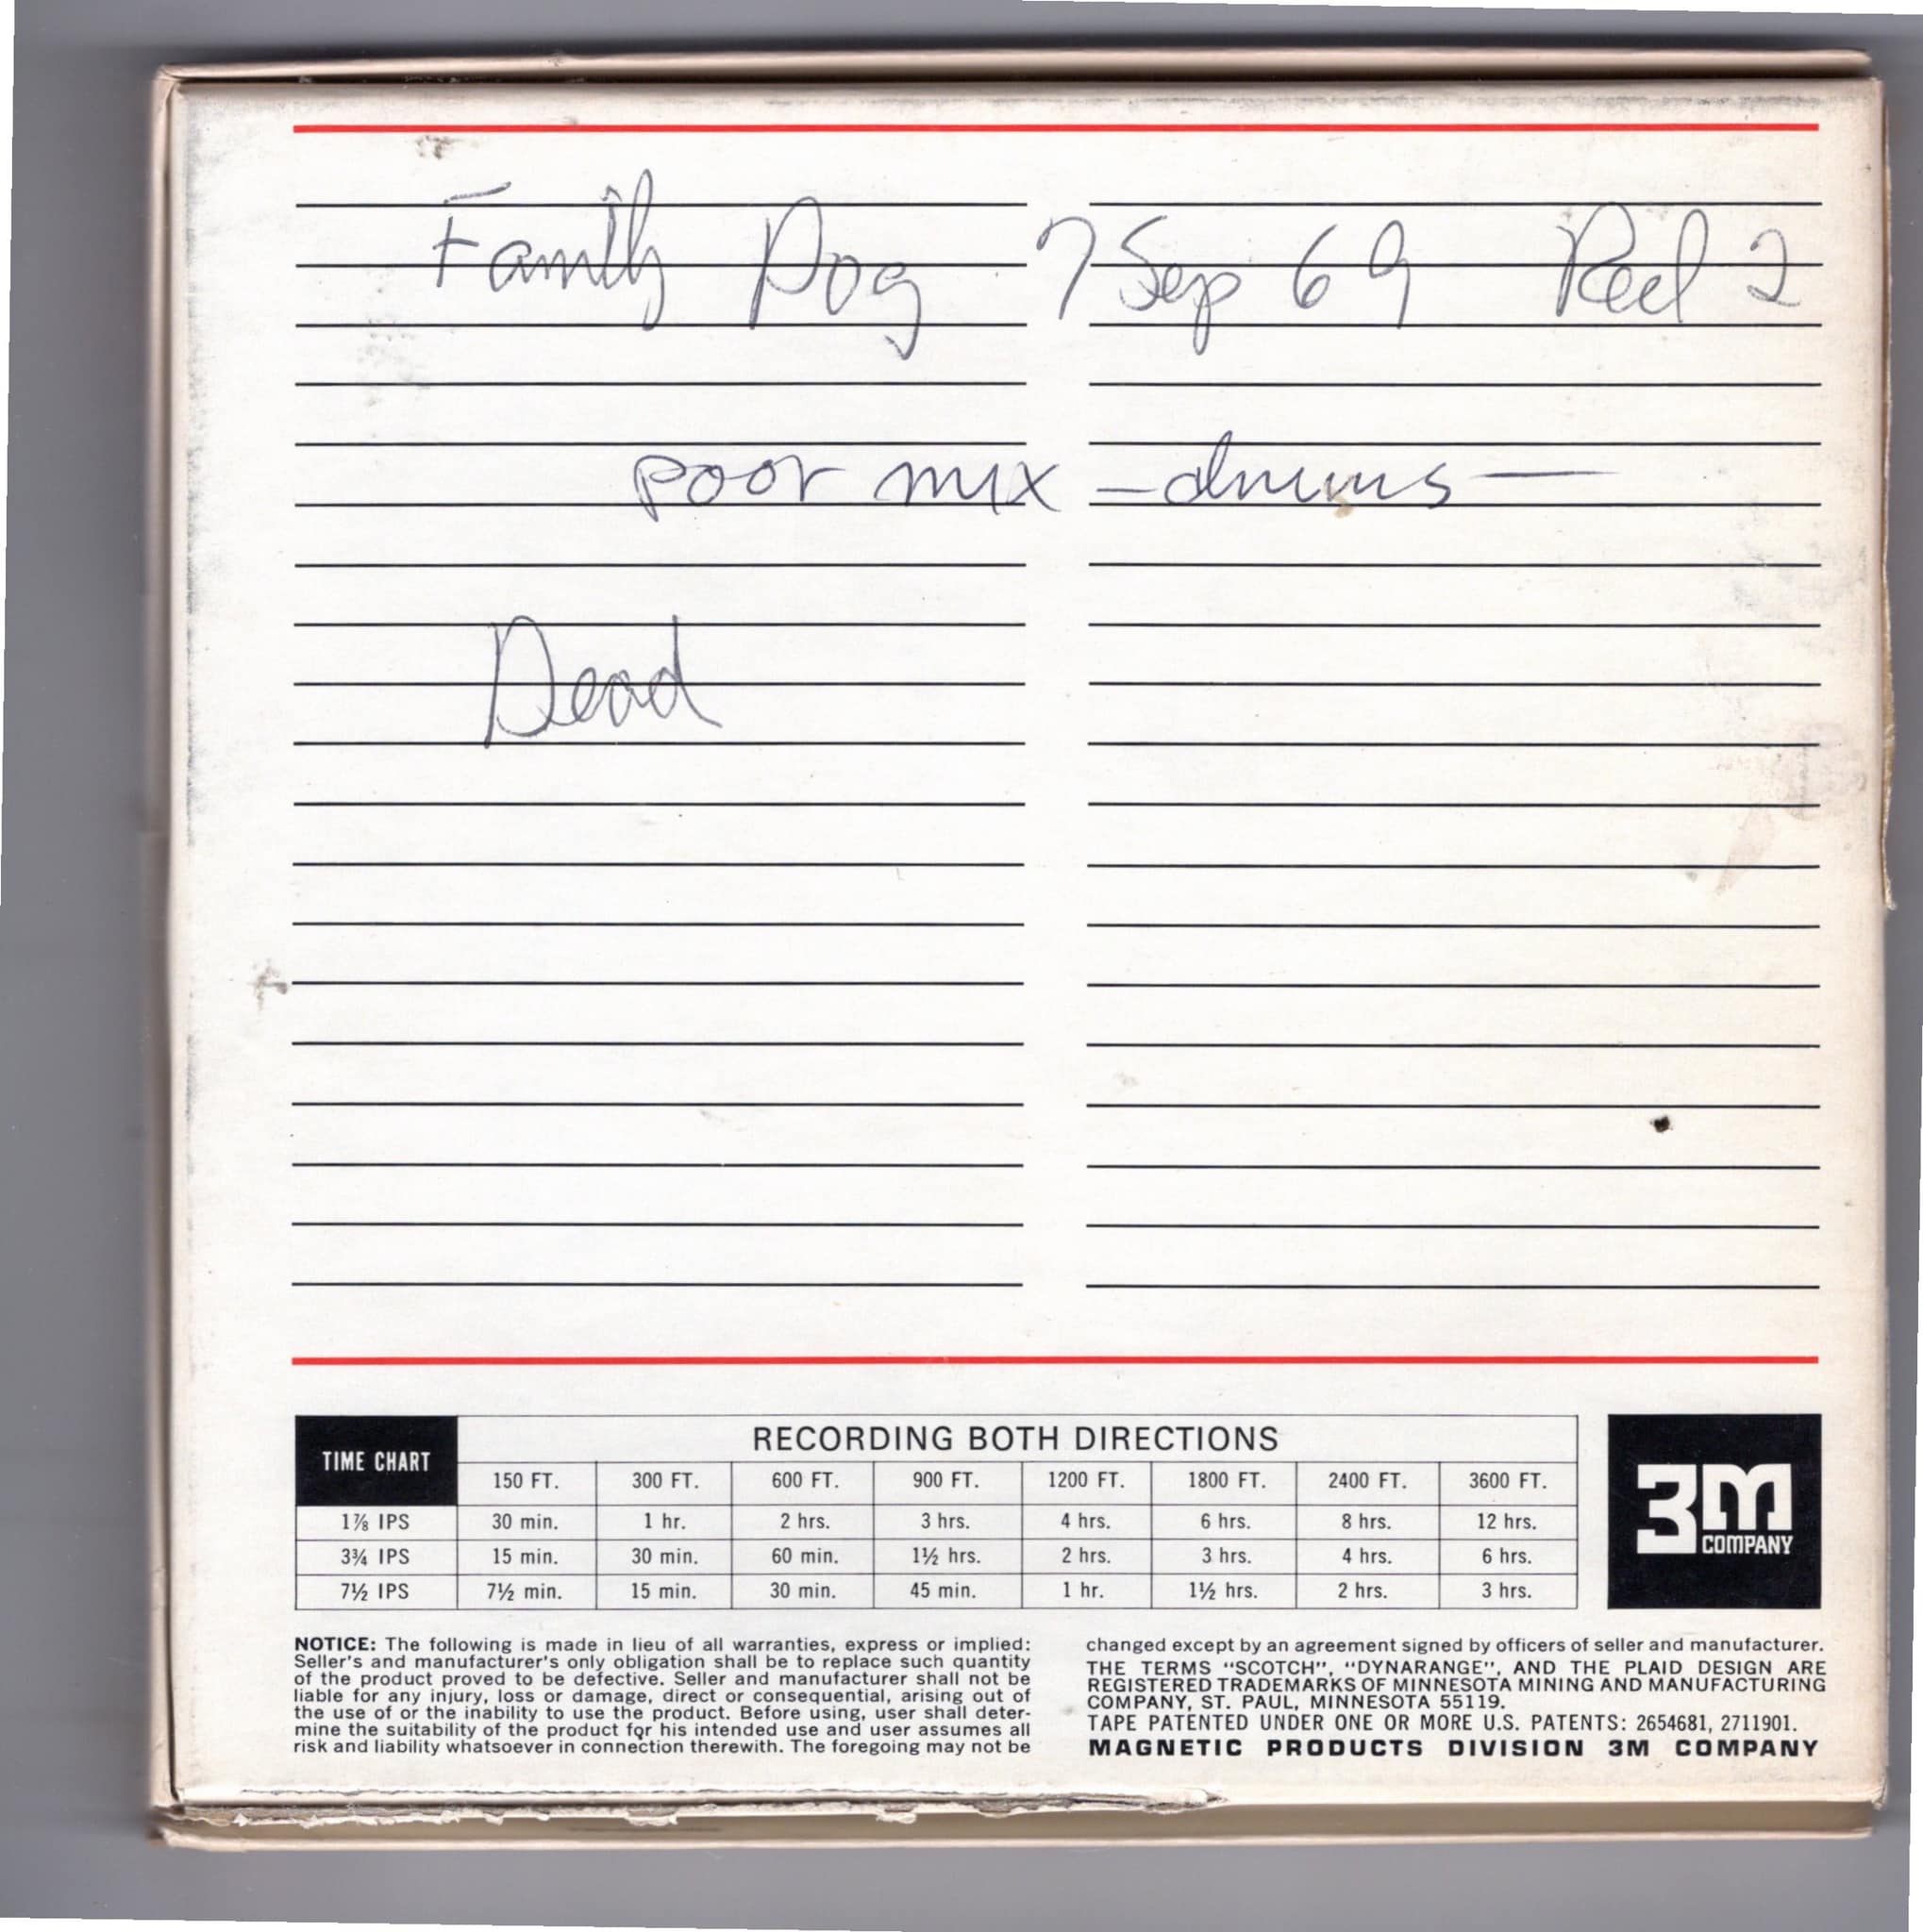 Family Dog 7 Sep 69 Reel 2
poor mix - drums —
Dead
TIME CHART
RECORDING BOTH DIRECTIONS
150 FT. 300 FT. 600 FT. 900 FT. 1200 FT. 1800 FT. 2400 FT. 3600 FT.
1⅞ IPS 30 min. 1 hr. 2 hrs. 3 hrs. 4 hrs. 6 hrs. 8 hrs. 12 hrs.
3¾ IPS 15 min. 30 min. 60 min. 1½ hrs. 2 hrs. 3 hrs. 4 hrs. 6 hrs.
7½ IPS 7½ min. 15 min. 30 min. 45 min. 1 hr. 1½ hrs. 2 hrs. 3 hrs.
3M
COMPANY
NOTICE: The following is made in lieu of all warranties, express or implied:
Seller's and manufacturer's only obligation shall be to replace such quantity
of the product proved to be defective. Seller and manufacturer shall not be
liable for any injury, loss or damage, direct or consequential, arising out of
the use of or the inability to use the product. Before using, user shall deter-
mine the suitability of the product for his intended use and user assumes all
risk and liability whatsoever in connection therewith. The foregoing may not be
changed except by an agreement signed by officers of seller and manufacturer.
THE TERMS "SCOTCH", "DYNARANGE", AND THE PLAID DESIGN ARE
REGISTERED TRADEMARKS OF MINNESOTA MINING AND MANUFACTURING
COMPANY, ST. PAUL, MINNESOTA 55119.
TAPE PATENTED UNDER ONE OR MORE U.S. PATENTS: 2654681, 2711901.
MAGNETIC PRODUCTS DIVISION 3M COMPANY